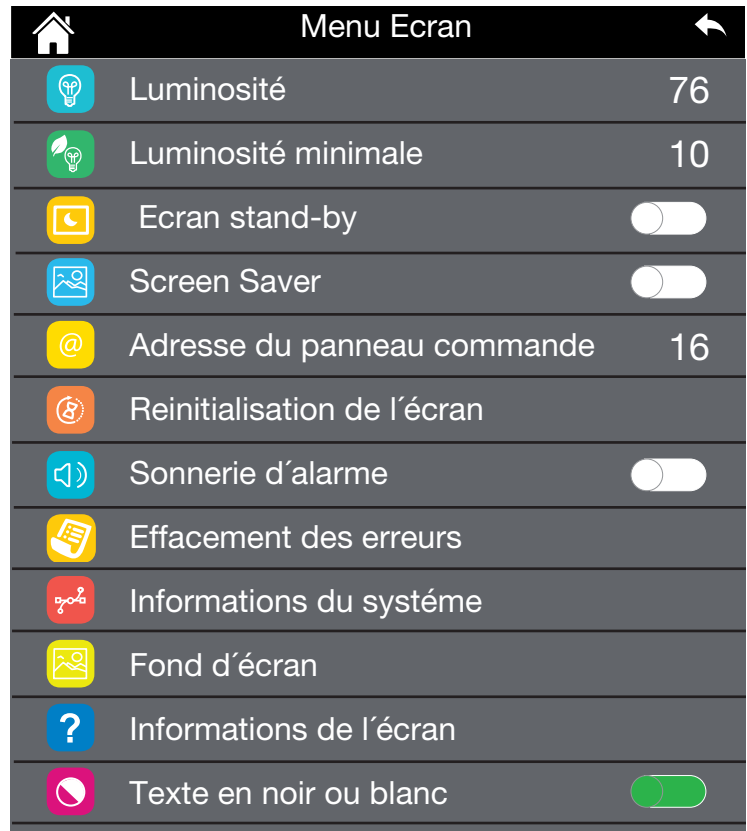 Menu Ecran
Luminosité 76
Luminosité minimale 10
Ecran stand-by
Screen Saver
@ Adresse du panneau commande 16
Reinitialisation de l´écran
Sonnerie d´alarme
Effacement des erreurs
Informations du systéme
Fond d´écran
? Informations de l´écran
Texte en noir ou blanc